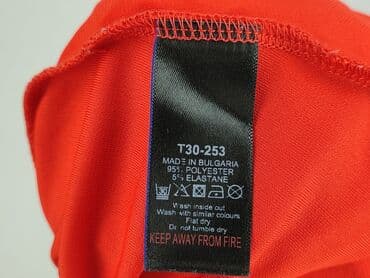 T30-253
MADE IN BULGARIA
95% POLYESTER
5% ELASTANE
Wash inside out
Wash with similar colours
Flat dry
Do not tumble dry
KEEP AWAY FROM FIRE